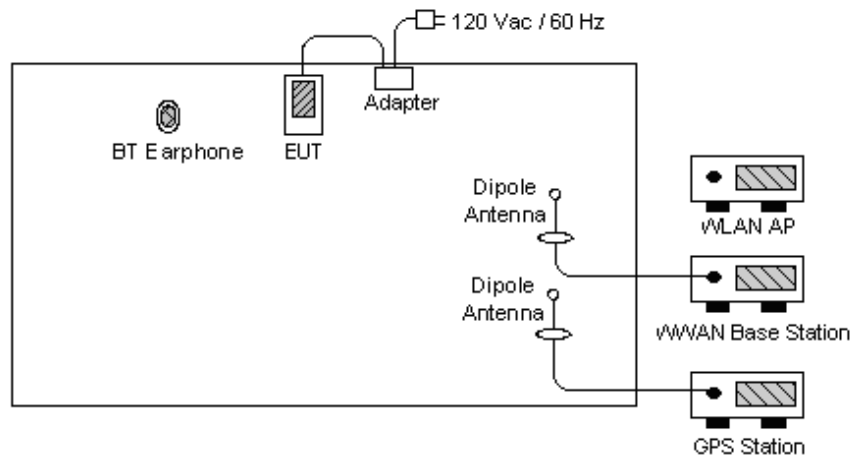 120 Vac / 60 Hz
Adapter
BT Earphone
EUT
Dipole
Antenna
WLAN AP
Dipole
Antenna
WWAN Base Station
GPS Station